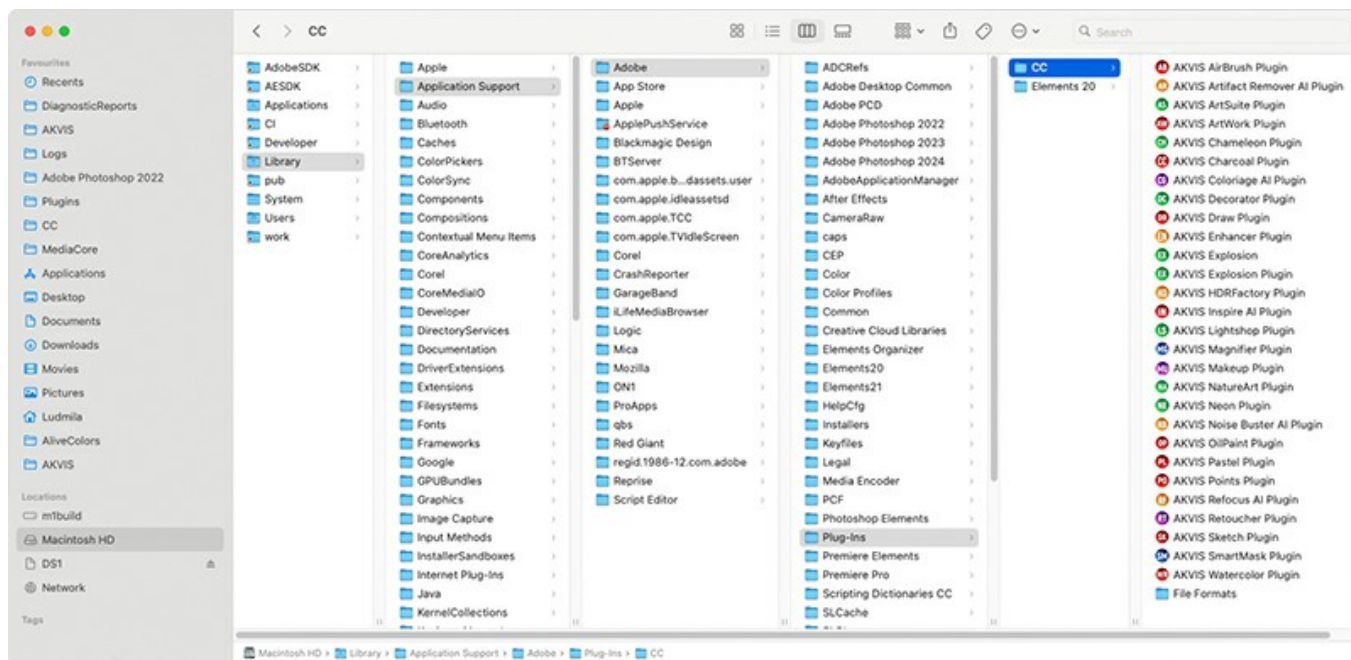 CC
Search
Favourites
Recents
DiagnosticReports
AKVIS
Logs
Adobe Photoshop 2022
Plugins
CC
MediaCore
Applications
Desktop
Documents
Downloads
Movies
Pictures
Ludmila
AliveColors
AKVIS
Locations
m1build
Macintosh HD
DS1
Network
Tags
AdobeSDK
AESDK
Applications
CI
Developer
Library
pub
System
Users
work
Apple
Application Support
Audio
Bluetooth
Caches
ColorPickers
ColorSync
Components
Compositions
Contextual Menu Items
CoreAnalytics
Corel
CoreMediaIO
Developer
DirectoryServices
Documentation
DriverExtensions
Extensions
Filesystems
Fonts
Frameworks
Google
GPUBundles
Graphics
Image Capture
Input Methods
InstallerSandboxes
Internet Plug-Ins
Java
KernelCollections
Adobe
App Store
Apple
ApplePushService
Blackmagic Design
BTServer
com.apple.b...dassets.user
com.apple.idleassetsd
com.apple.TCC
com.apple.TVIdleScreen
Corel
CrashReporter
GarageBand
iLifeMediaBrowser
Logic
Mica
Mozilla
ON1
ProApps
qbs
Red Giant
regid.1986-12.com.adobe
Reprise
Script Editor
ADCRefs
Adobe Desktop Common
Adobe PCD
Adobe Photoshop 2022
Adobe Photoshop 2023
Adobe Photoshop 2024
AdobeApplicationManager
After Effects
CameraRaw
caps
CEP
Color
Color Profiles
Common
Creative Cloud Libraries
Elements Organizer
Elements20
Elements21
HelpCfg
Installers
Keyfiles
Legal
Media Encoder
PCF
Photoshop Elements
Plug-Ins
Premiere Elements
Premiere Pro
Scripting Dictionaries CC
SLCache
CC
Elements 20
AKVIS AirBrush Plugin
AKVIS Artifact Remover AI Plugin
AKVIS ArtSuite Plugin
AKVIS ArtWork Plugin
AKVIS Chameleon Plugin
AKVIS Charcoal Plugin
AKVIS Coloriage AI Plugin
AKVIS Decorator Plugin
AKVIS Draw Plugin
AKVIS Enhancer Plugin
AKVIS Explosion
AKVIS Explosion Plugin
AKVIS HDRFactory Plugin
AKVIS Inspire AI Plugin
AKVIS Lightshop Plugin
AKVIS Magnifier Plugin
AKVIS Makeup Plugin
AKVIS NatureArt Plugin
AKVIS Neon Plugin
AKVIS Noise Buster AI Plugin
AKVIS OilPaint Plugin
AKVIS Pastel Plugin
AKVIS Points Plugin
AKVIS Refocus AI Plugin
AKVIS Retoucher Plugin
AKVIS Sketch Plugin
AKVIS SmartMask Plugin
AKVIS Watercolor Plugin
File Formats
Macintosh HD › Library › Application Support › Adobe › Plug-Ins › CC